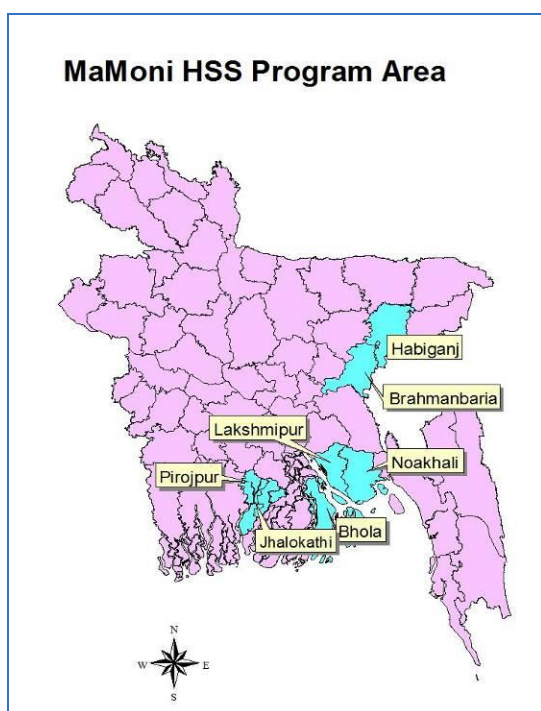 MaMoni HSS Program Area
Habiganj
Brahmanbaria
Lakshmipur
Noakhali
Pirojpur
Jhalokathi
Bhola
N
W
E
S